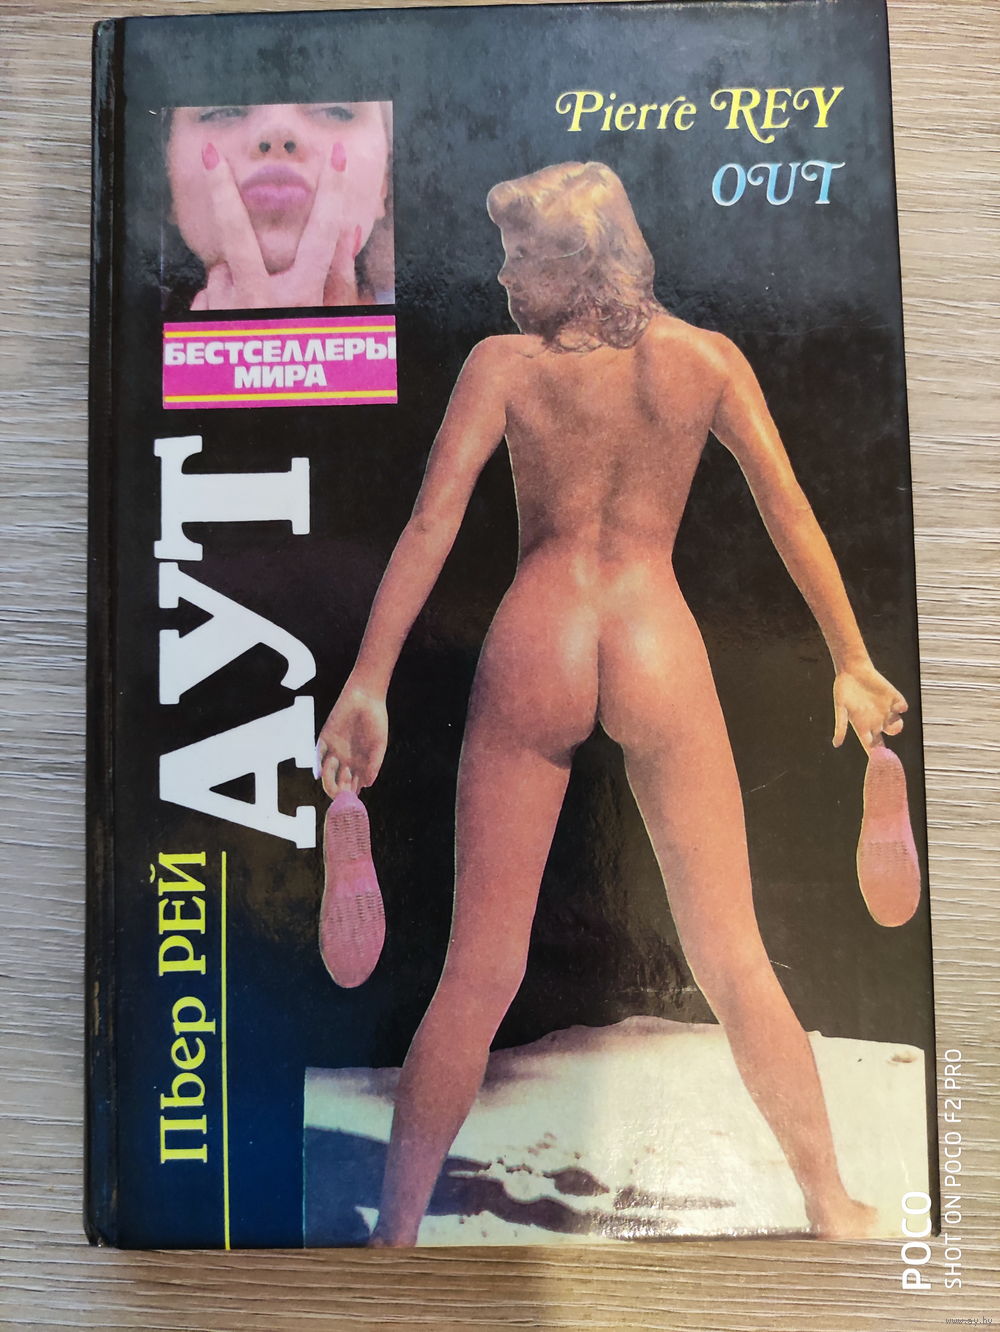 Pierre REY
OUT
БЕСТСЕЛЛЕРЫ
МИРА
Пьер РЕЙ
АУТ
POCO
SHOT ON POCO F2 PRO